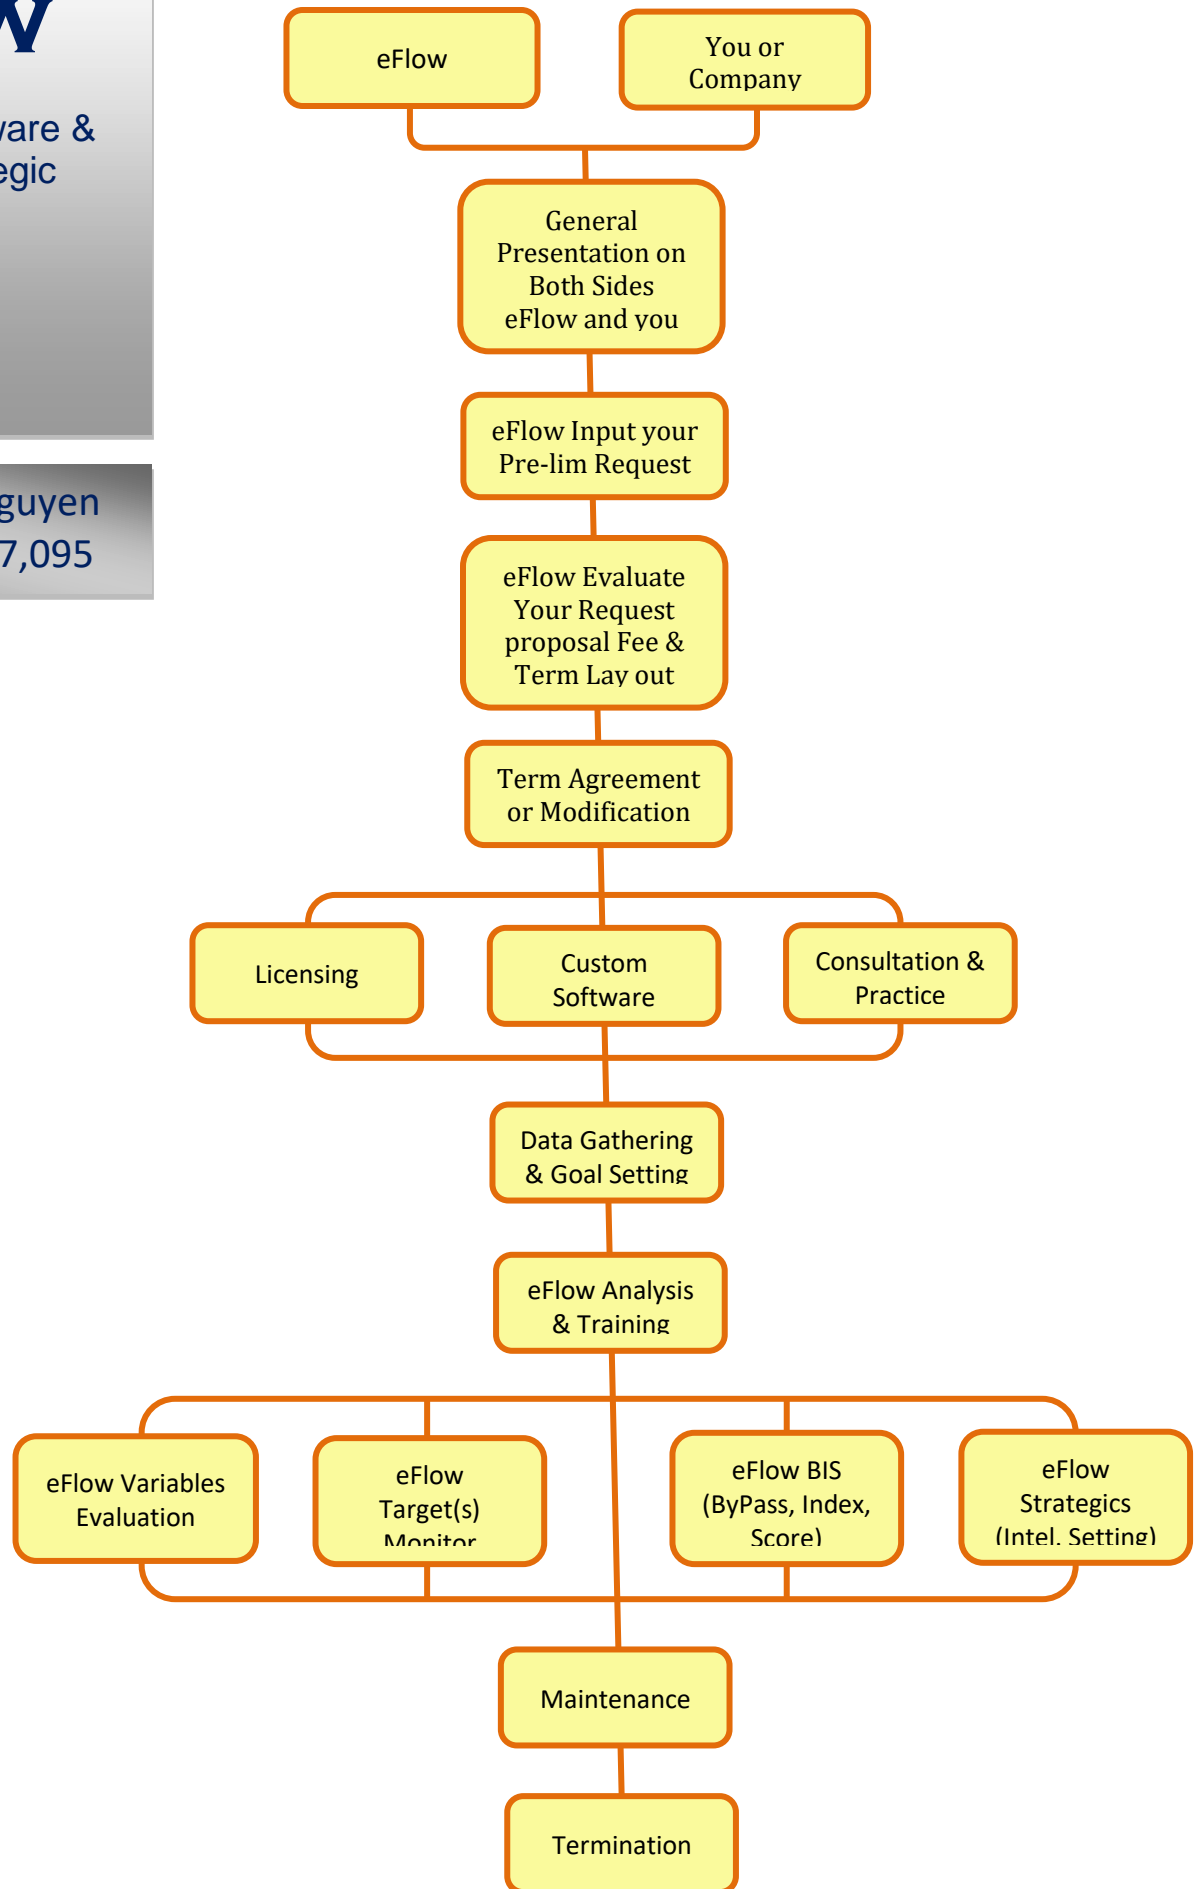 eFlow
You or
Company
General
Presentation on
Both Sides
eFlow and you
eFlow Input your
Pre-lim Request
eFlow Evaluate
Your Request
proposal Fee &
Term Lay out
Term Agreement
or Modification
Licensing
Custom
Software
Consultation &
Practice
Data Gathering
& Goal Setting
eFlow Analysis
& Training
eFlow Variables
Evaluation
eFlow
Target(s)
Monitor
eFlow BIS
(ByPass, Index,
Score)
eFlow
Strategics
(Intel. Setting)
Maintenance
Termination
&
7,095